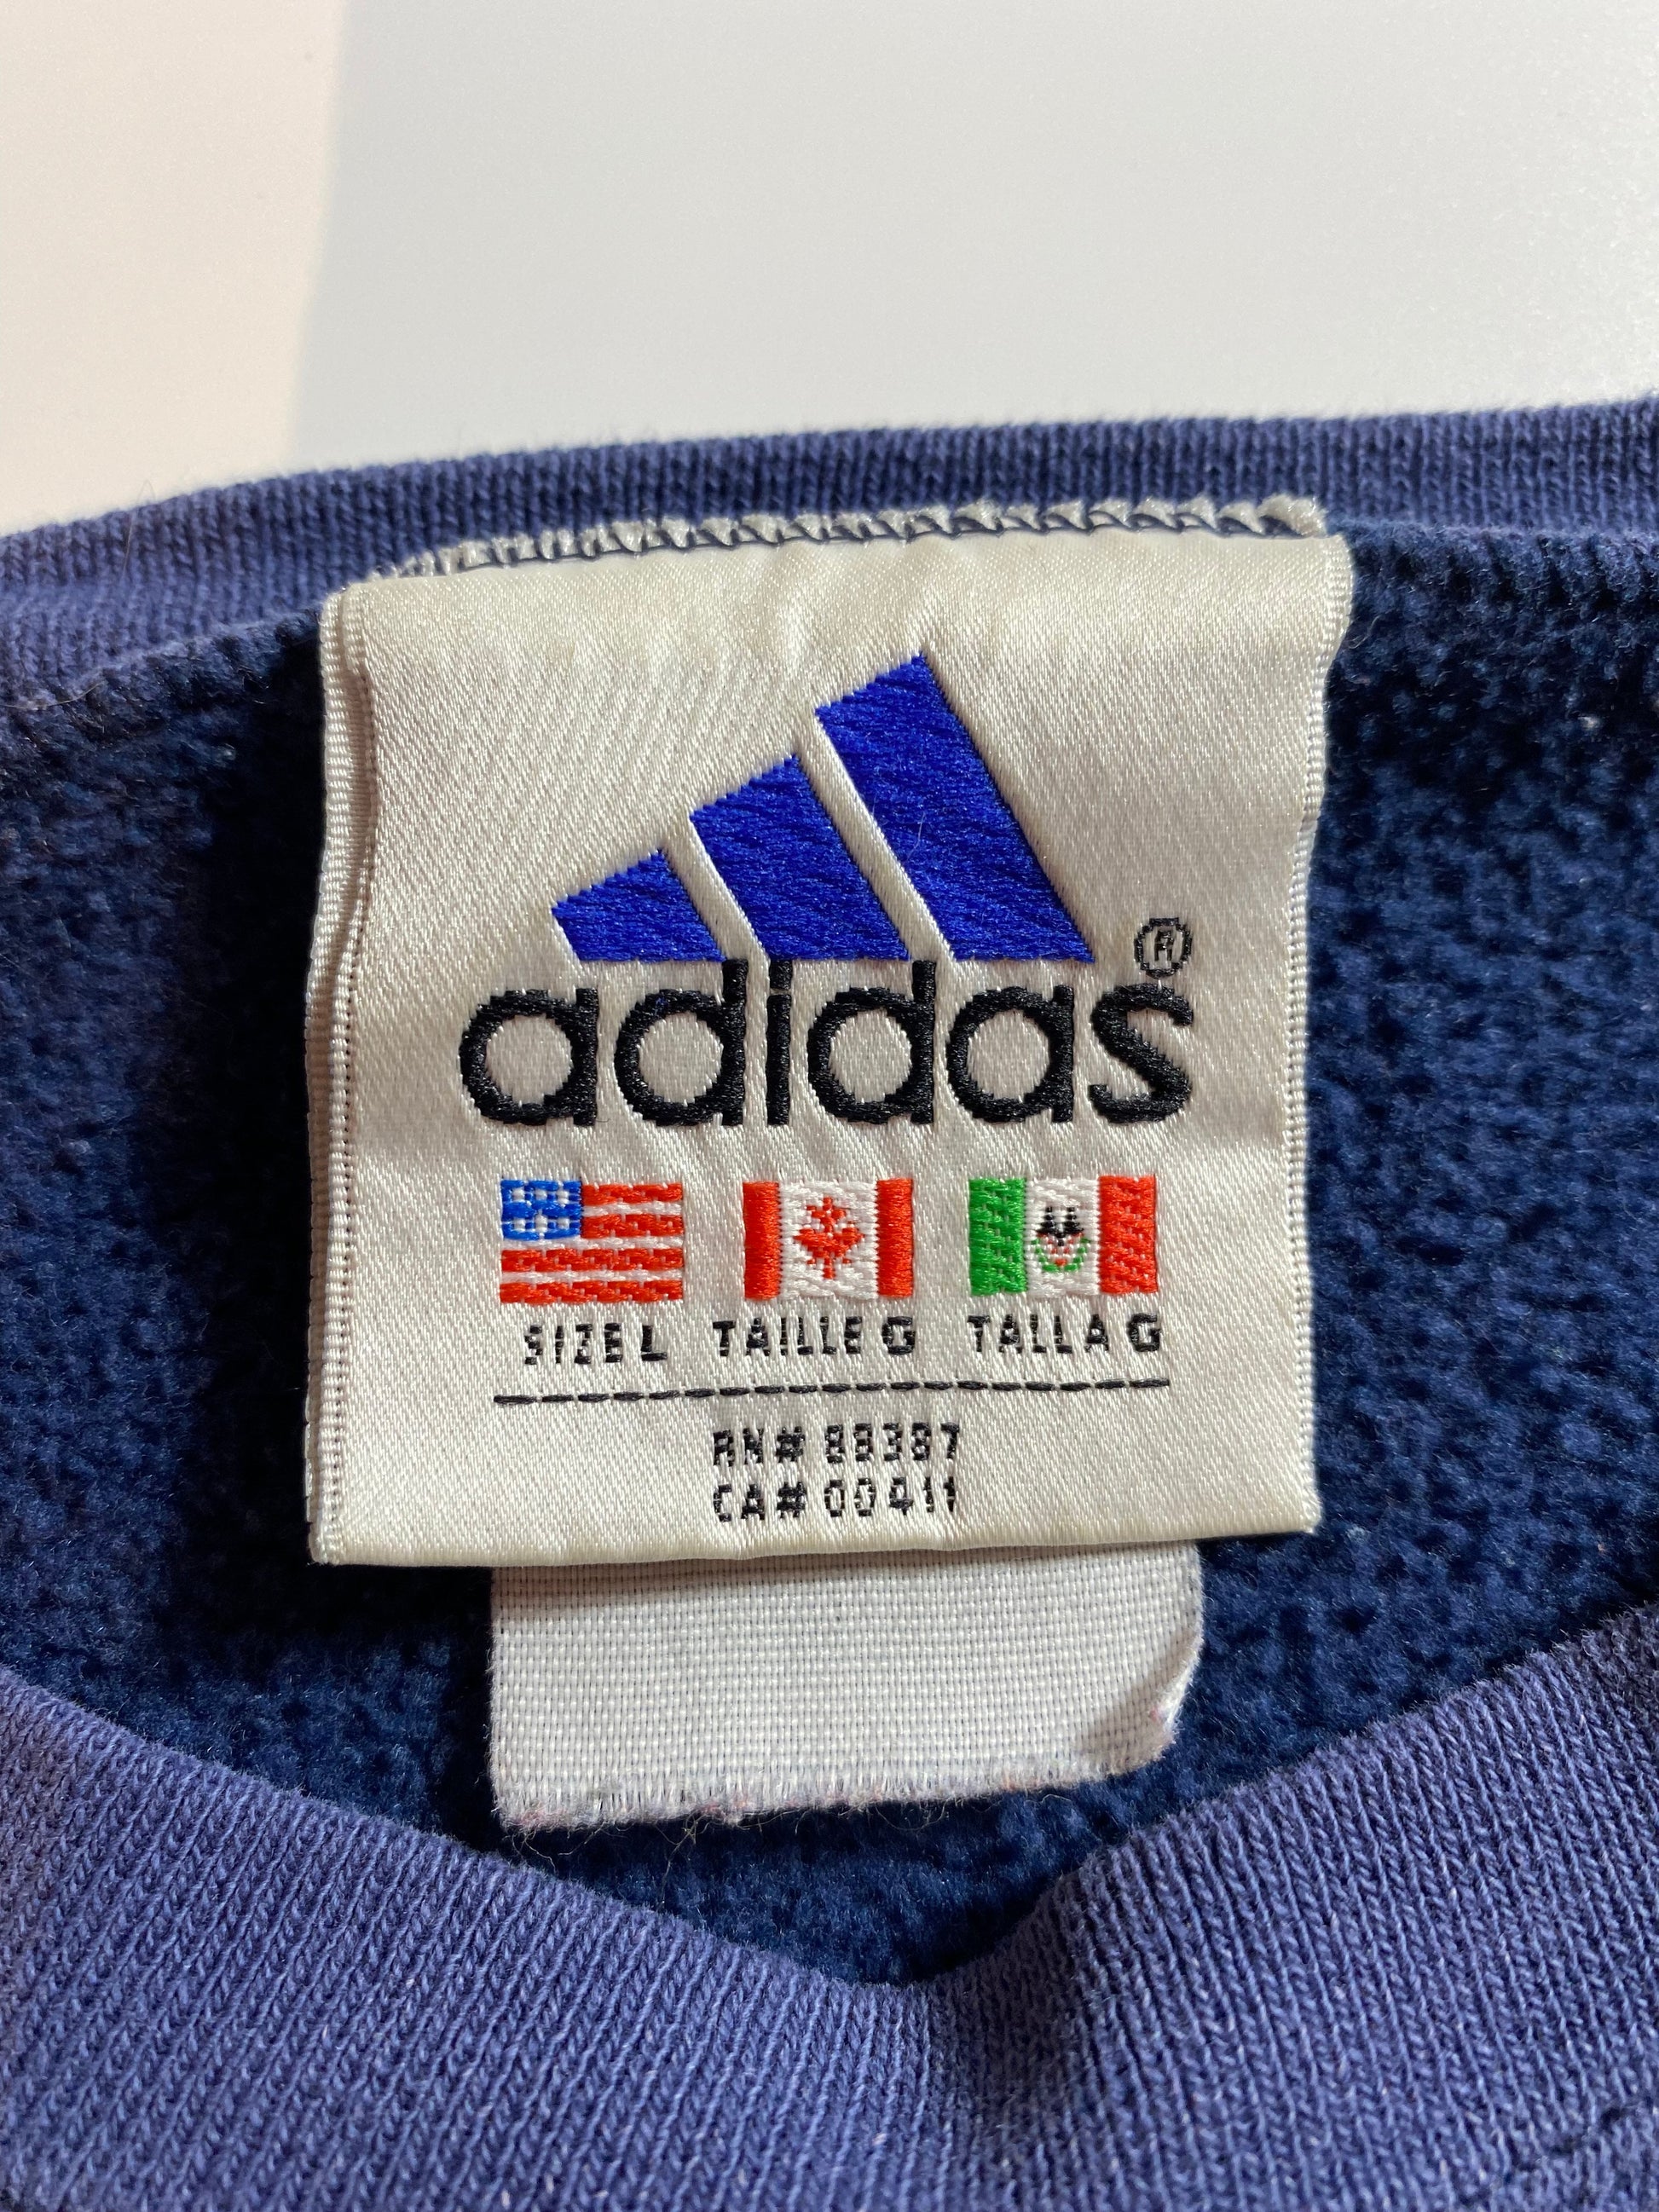 adidas®
SIZE L TAILLE G TALLA G
RN# 88387
CA# 00411